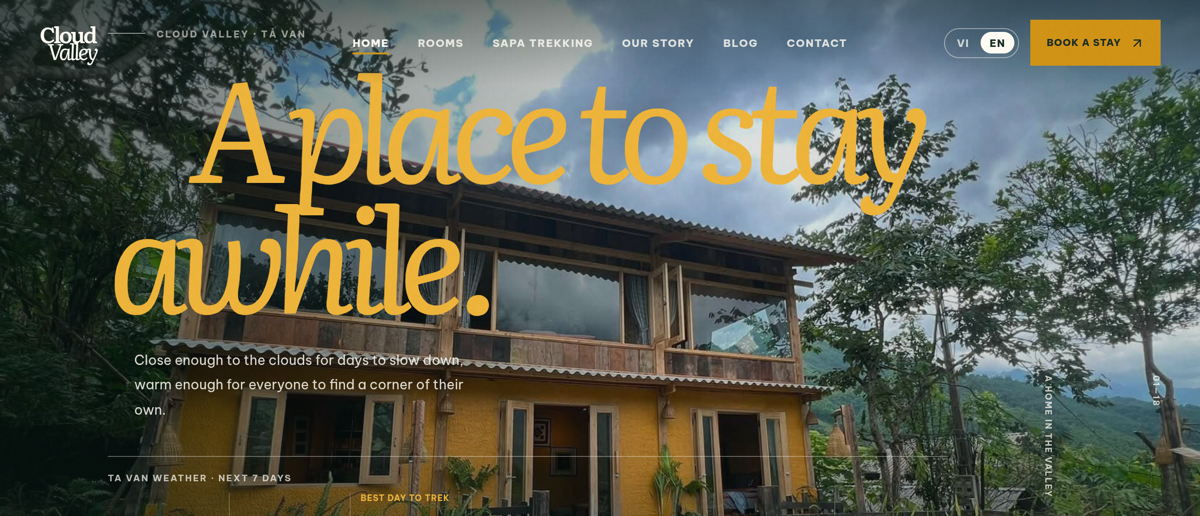 Cloud
Valley
CLOUD VALLEY · TẢ VAN
HOME
ROOMS
SAPA TREKKING
OUR STORY
BLOG
CONTACT
VI
EN
BOOK A STAY
A place to stay
awhile.
Close enough to the clouds for days to slow down,
warm enough for everyone to find a corner of their
own.
A HOME IN THE VALLEY
01—18
TA VAN WEATHER · NEXT 7 DAYS
BEST DAY TO TREK